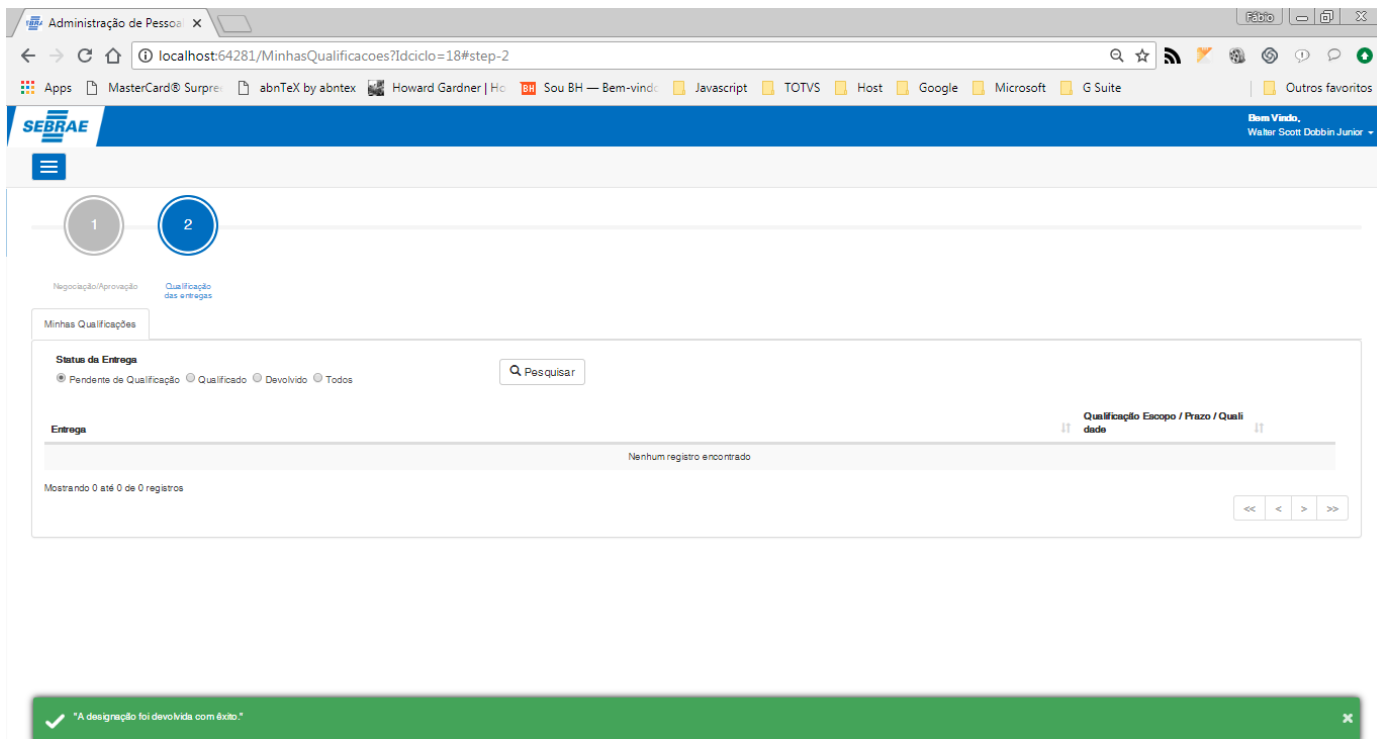 Administração de Pessoal
Fábio
localhost:64281/MinhasQualificacoes?Idciclo=18#step-2
Apps MasterCard® Surpre abnTeX by abntex Howard Gardner | Ho BH Sou BH — Bem-vindo Javascript TOTVS Host Google Microsoft G Suite Outros favoritos
SEBRAE
Bem Vindo,
Walter Scott Dobbin Junior
1 2
Negociação/Aprovação
Qualificação
das entregas
Minhas Qualificações
Status da Entrega
Pendente de Qualificação Qualificado Devolvido Todos
Pesquisar
Entrega
Qualificação Escopo / Prazo / Quali
dade
Nenhum registro encontrado
Mostrando 0 até 0 de 0 registros
<< < > >>
"A designação foi devolvida com êxito."